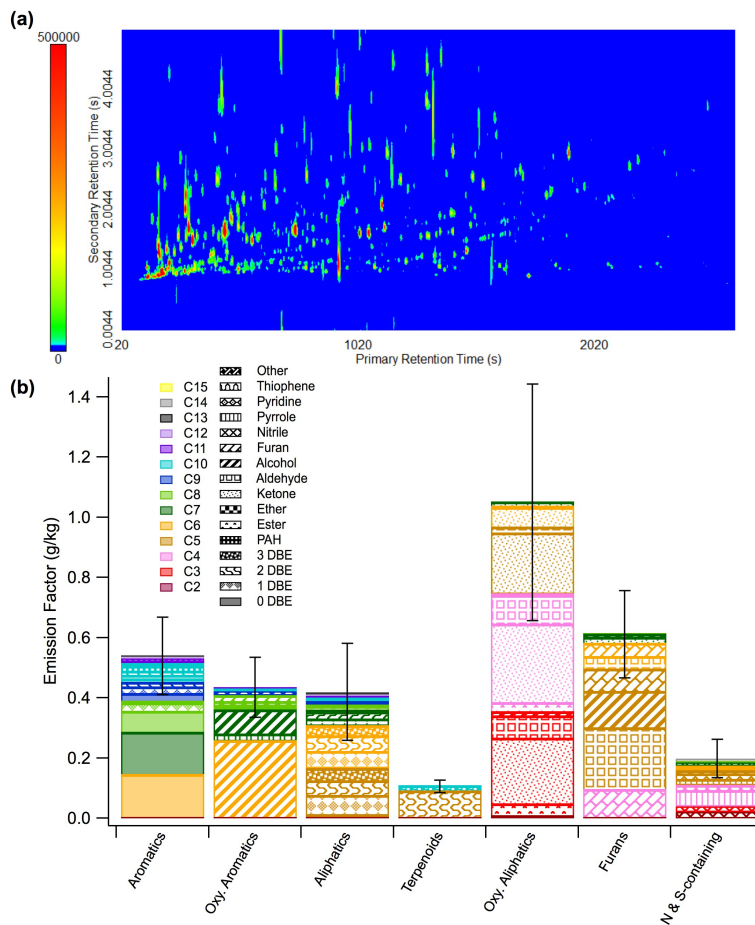 (a)
500000
0
Secondary Retention Time (s)
4.0044
3.0044
2.0044
1.0044
0.0044
20
1020
2020
Primary Retention Time (s)
(b)
Emission Factor (g/kg)
1.4
1.2
1.0
0.8
0.6
0.4
0.2
0.0
C15
C14
C13
C12
C11
C10
C9
C8
C7
C6
C5
C4
C3
C2
Other
Thiophene
Pyridine
Pyrrole
Nitrile
Furan
Alcohol
Aldehyde
Ketone
Ether
Ester
PAH
3 DBE
2 DBE
1 DBE
0 DBE
Aromatics
Oxy. Aromatics
Aliphatics
Terpenoids
Oxy. Aliphatics
Furans
N & S-containing